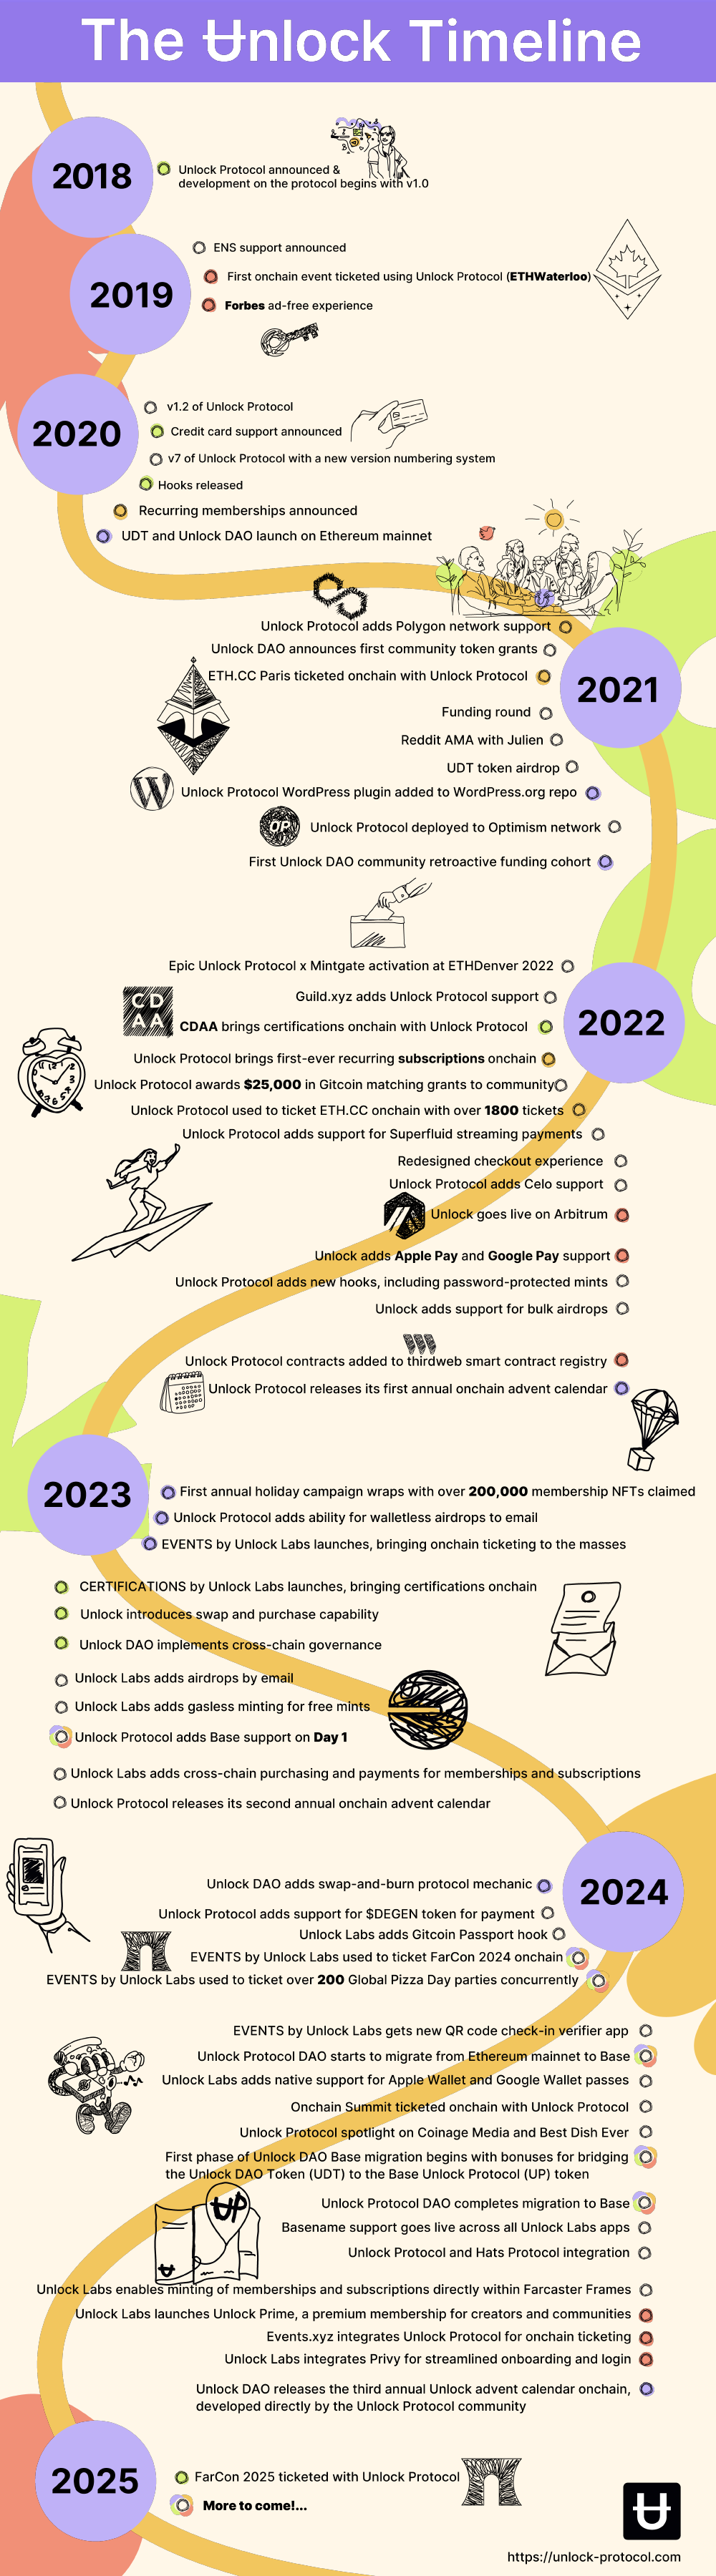 The Unlock Timeline
2018
Unlock Protocol announced &
development on the protocol begins with v1.0
2019
ENS support announced
First onchain event ticketed using Unlock Protocol (ETHWaterloo)
Forbes ad-free experience
2020
v1.2 of Unlock Protocol
Credit card support announced
v7 of Unlock Protocol with a new version numbering system
Hooks released
Recurring memberships announced
UDT and Unlock DAO launch on Ethereum mainnet
2021
Unlock Protocol adds Polygon network support
Unlock DAO announces first community token grants
ETH.CC Paris ticketed onchain with Unlock Protocol
Funding round
Reddit AMA with Julien
UDT token airdrop
W
Unlock Protocol WordPress plugin added to WordPress.org repo
OP
Unlock Protocol deployed to Optimism network
First Unlock DAO community retroactive funding cohort
2022
Epic Unlock Protocol x Mintgate activation at ETHDenver 2022
Guild.xyz adds Unlock Protocol support
CD
AA
CDAA brings certifications onchain with Unlock Protocol
Unlock Protocol brings first-ever recurring subscriptions onchain
Unlock Protocol awards $25,000 in Gitcoin matching grants to community
Unlock Protocol used to ticket ETH.CC onchain with over 1800 tickets
Unlock Protocol adds support for Superfluid streaming payments
Redesigned checkout experience
Unlock Protocol adds Celo support
Unlock goes live on Arbitrum
Unlock adds Apple Pay and Google Pay support
Unlock Protocol adds new hooks, including password-protected mints
Unlock adds support for bulk airdrops
Unlock Protocol contracts added to thirdweb smart contract registry
Unlock Protocol releases its first annual onchain advent calendar
2023
First annual holiday campaign wraps with over 200,000 membership NFTs claimed
Unlock Protocol adds ability for walletless airdrops to email
EVENTS by Unlock Labs launches, bringing onchain ticketing to the masses
CERTIFICATIONS by Unlock Labs launches, bringing certifications onchain
Unlock introduces swap and purchase capability
Unlock DAO implements cross-chain governance
Unlock Labs adds airdrops by email
Unlock Labs adds gasless minting for free mints
Unlock Protocol adds Base support on Day 1
Unlock Labs adds cross-chain purchasing and payments for memberships and subscriptions
Unlock Protocol releases its second annual onchain advent calendar
2024
Unlock DAO adds swap-and-burn protocol mechanic
Unlock Protocol adds support for $DEGEN token for payment
Unlock Labs adds Gitcoin Passport hook
EVENTS by Unlock Labs used to ticket FarCon 2024 onchain
EVENTS by Unlock Labs used to ticket over 200 Global Pizza Day parties concurrently
EVENTS by Unlock Labs gets new QR code check-in verifier app
Unlock Protocol DAO starts to migrate from Ethereum mainnet to Base
Unlock Labs adds native support for Apple Wallet and Google Wallet passes
Onchain Summit ticketed onchain with Unlock Protocol
Unlock Protocol spotlight on Coinage Media and Best Dish Ever
First phase of Unlock DAO Base migration begins with bonuses for bridging
the Unlock DAO Token (UDT) to the Base Unlock Protocol (UP) token
UP
Unlock Protocol DAO completes migration to Base
Basename support goes live across all Unlock Labs apps
Unlock Protocol and Hats Protocol integration
Unlock Labs enables minting of memberships and subscriptions directly within Farcaster Frames
Unlock Labs launches Unlock Prime, a premium membership for creators and communities
Events.xyz integrates Unlock Protocol for onchain ticketing
Unlock Labs integrates Privy for streamlined onboarding and login
Unlock DAO releases the third annual Unlock advent calendar onchain,
developed directly by the Unlock Protocol community
2025
FarCon 2025 ticketed with Unlock Protocol
More to come!...
https://unlock-protocol.com